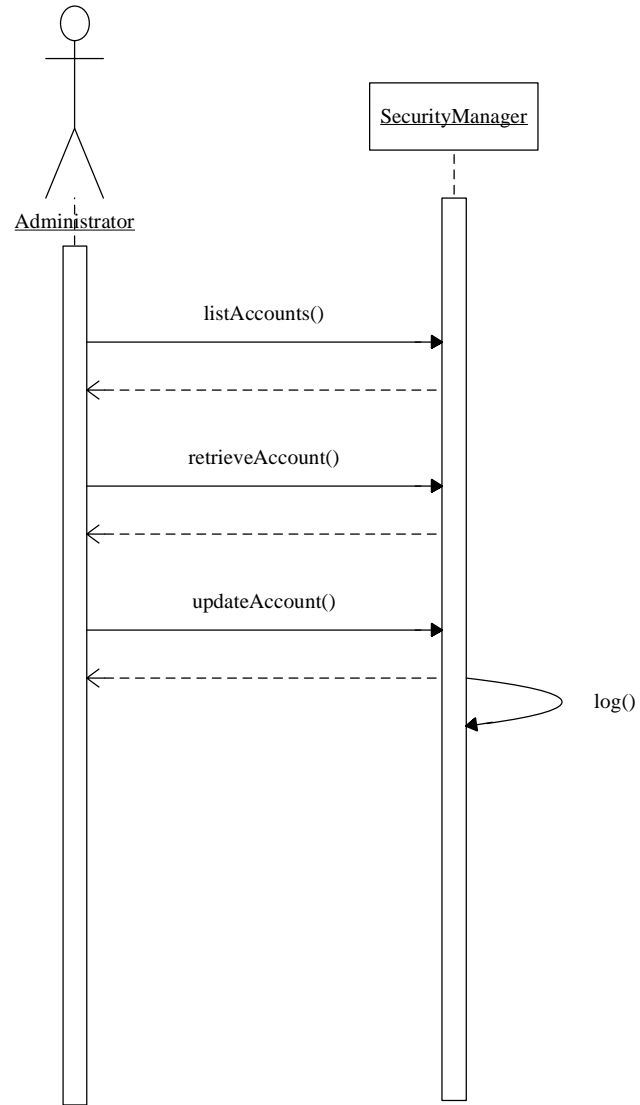 SecurityManager
Administrator
listAccounts()
retrieveAccount()
updateAccount()
log()